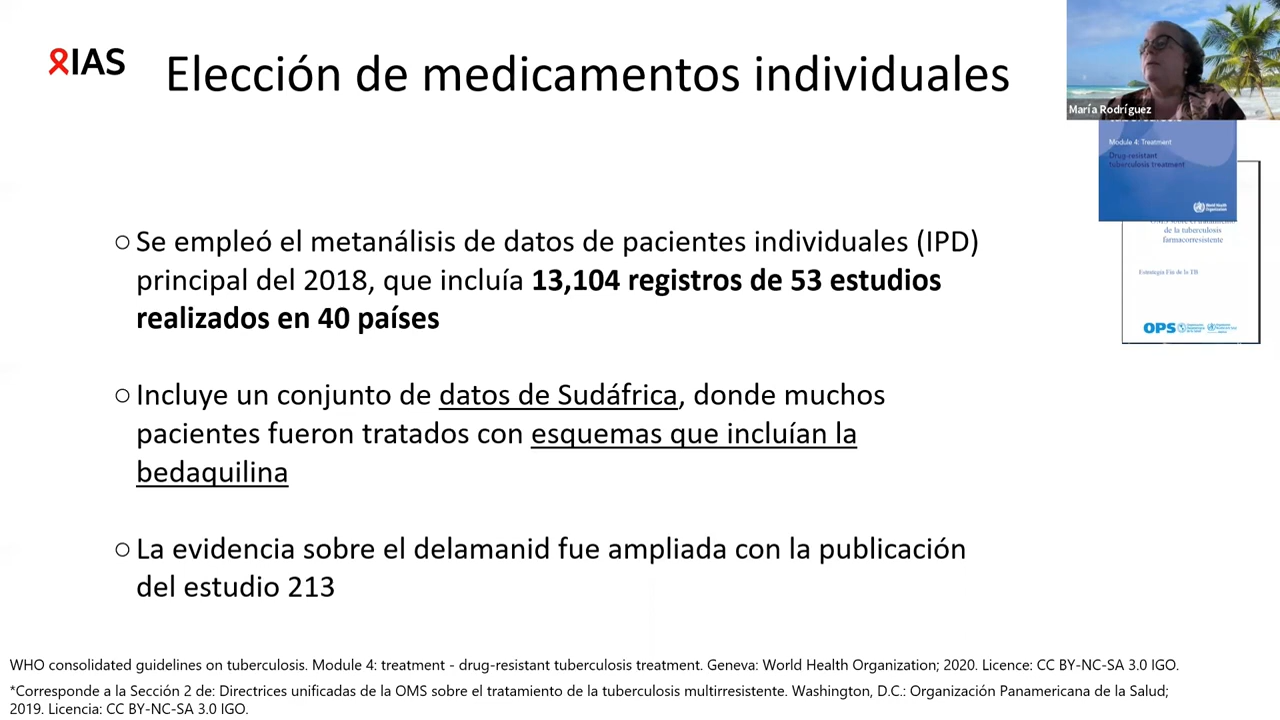 IAS
Elección de medicamentos individuales
María Rodríguez
Module 4: Treatment
Drug-resistant
tuberculosis treatment
World Health
Organization
de la tuberculosis
farmacorresistente
Estrategia Fin de la TB
OPS
○ Se empleó el metanálisis de datos de pacientes individuales (IPD)
principal del 2018, que incluía 13,104 registros de 53 estudios
realizados en 40 países
○ Incluye un conjunto de datos de Sudáfrica, donde muchos
pacientes fueron tratados con esquemas que incluían la
bedaquilina
○ La evidencia sobre el delamanid fue ampliada con la publicación
del estudio 213
WHO consolidated guidelines on tuberculosis. Module 4: treatment - drug-resistant tuberculosis treatment. Geneva: World Health Organization; 2020. Licence: CC BY-NC-SA 3.0 IGO.
*Corresponde a la Sección 2 de: Directrices unificadas de la OMS sobre el tratamiento de la tuberculosis multirresistente. Washington, D.C.: Organización Panamericana de la Salud;
2019. Licencia: CC BY-NC-SA 3.0 IGO.